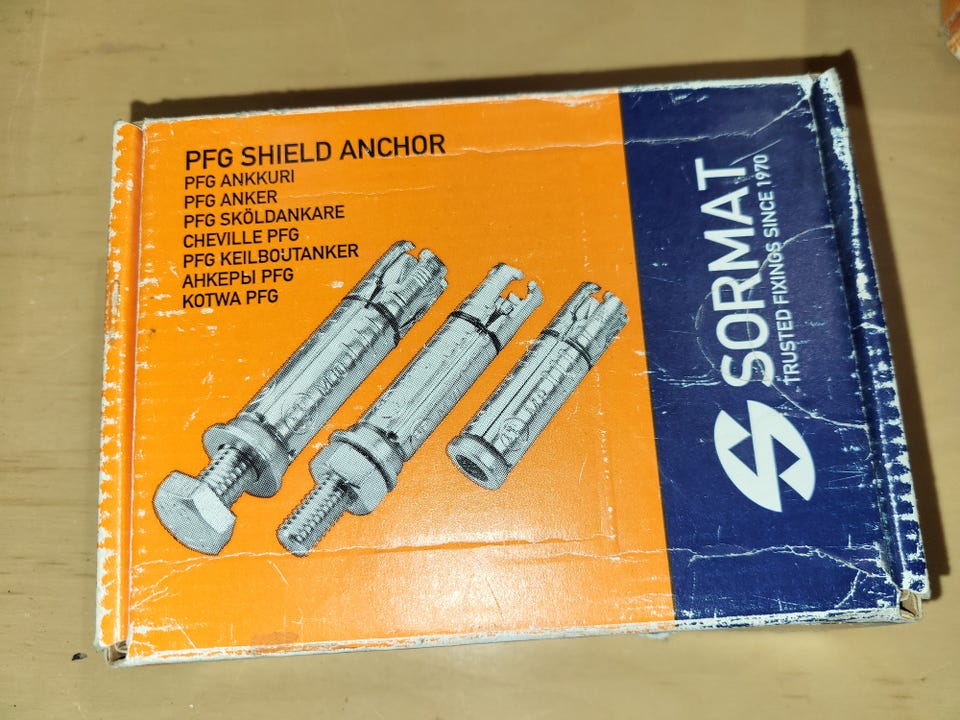 PFG SHIELD ANCHOR
PFG ANKKURI
PFG ANKER
PFG SKÖLDANKARE
CHEVILLE PFG
PFG KEILBOUTANKER
АНКЕРЫ PFG
KOTWA PFG
SORMAT
TRUSTED FIXINGS SINCE 1970